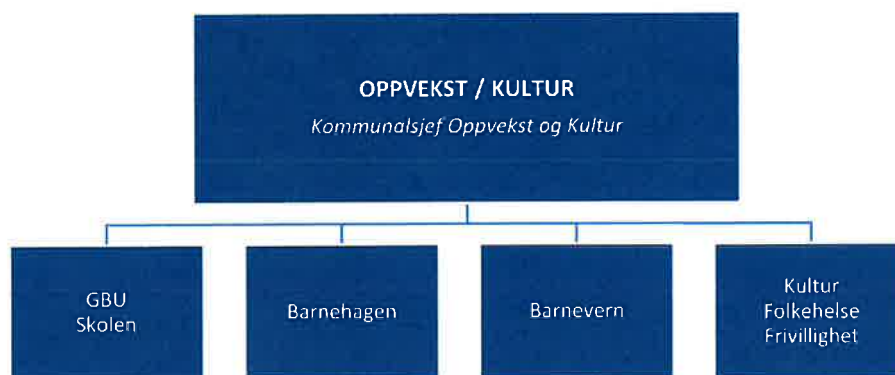 OPPVEKST / KULTUR
Kommunalsjef Oppvekst og Kultur
GBU
Skolen
Barnehagen
Barnevern
Kultur
Folkehelse
Frivillighet